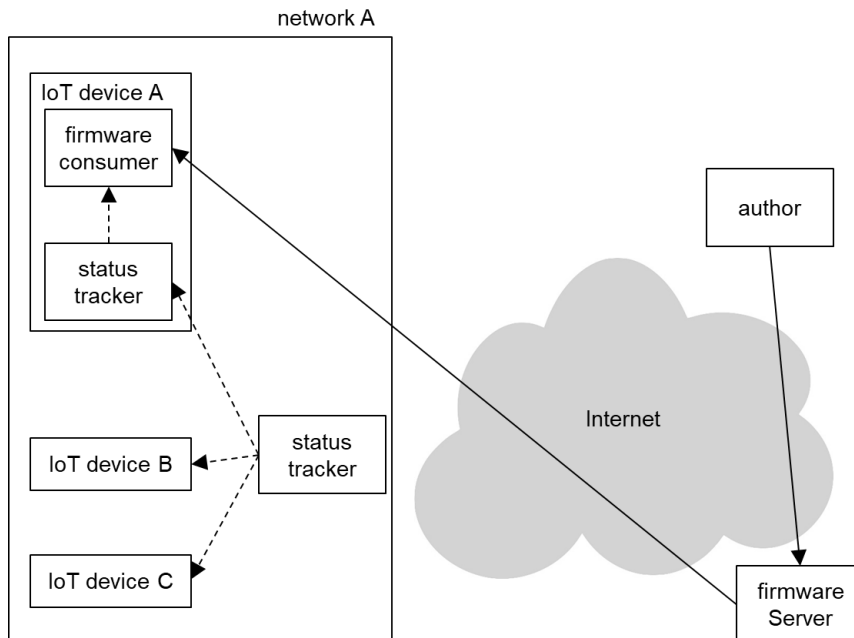 network A
IoT device A
firmware
consumer
status
tracker
author
Internet
status
tracker
IoT device B
IoT device C
firmware
Server